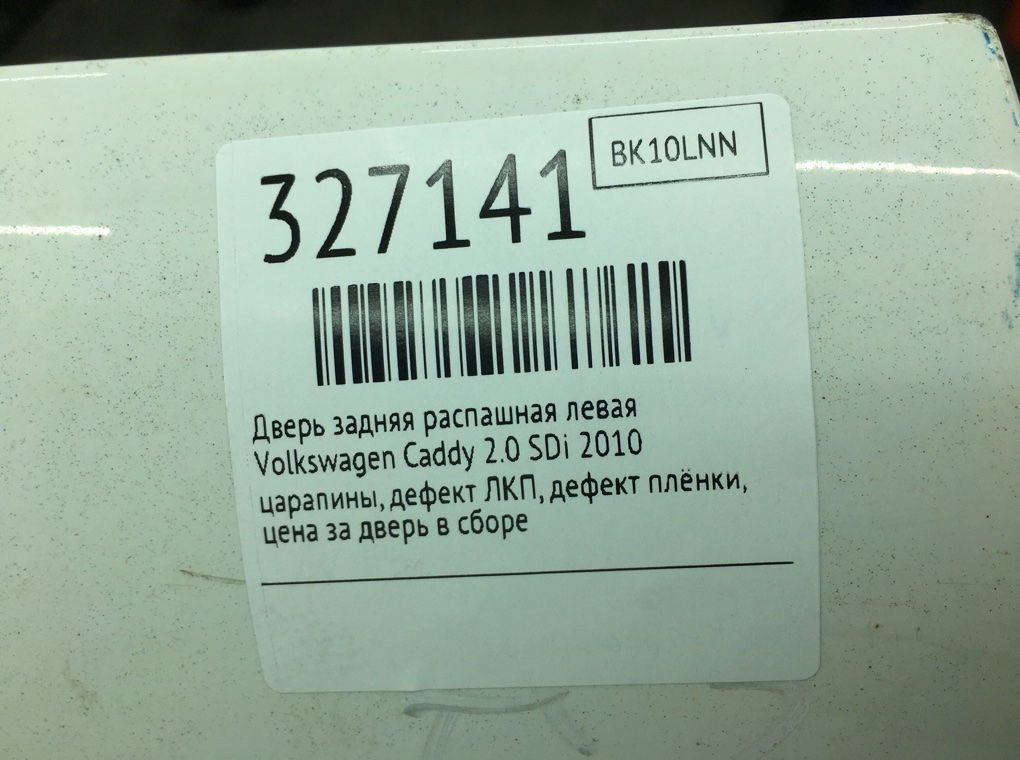 327141
BK10LNN
Дверь задняя распашная левая
Volkswagen Caddy 2.0 SDi 2010
царапины, дефект ЛКП, дефект плёнки,
цена за дверь в сборе